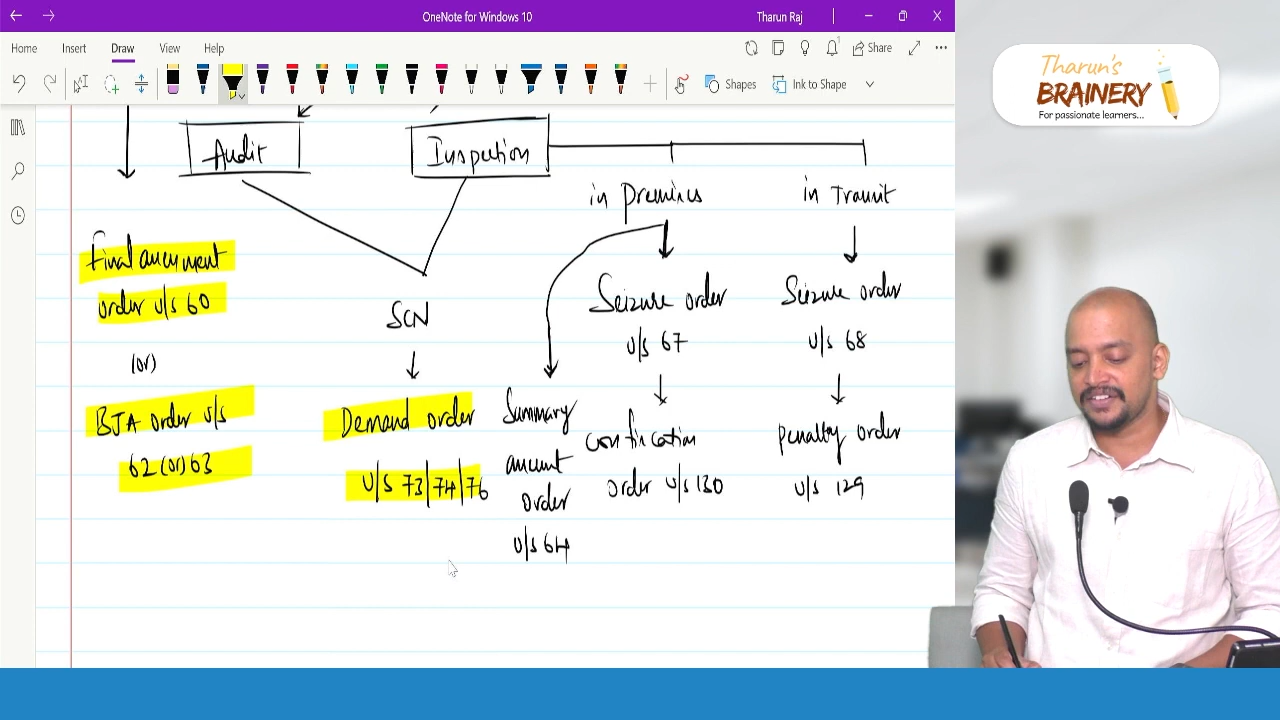 OneNote for Windows 10
Tharun Raj
Home Insert Draw View Help
Share
Shapes
Ink to Shape
Tharun's
BRAINERY
For passionate learners...
Audit
Inspection
in Premises
in Transit
Final assessment
order u/s 60
(or)
BJA order u/s
62 (or) 63
SCN
Demand order
u/s 73|74|76
Summary
order
u/s 64
Seizure order
u/s 67
confiscation
order u/s 130
Seizure order
u/s 68
penalty order
u/s 129